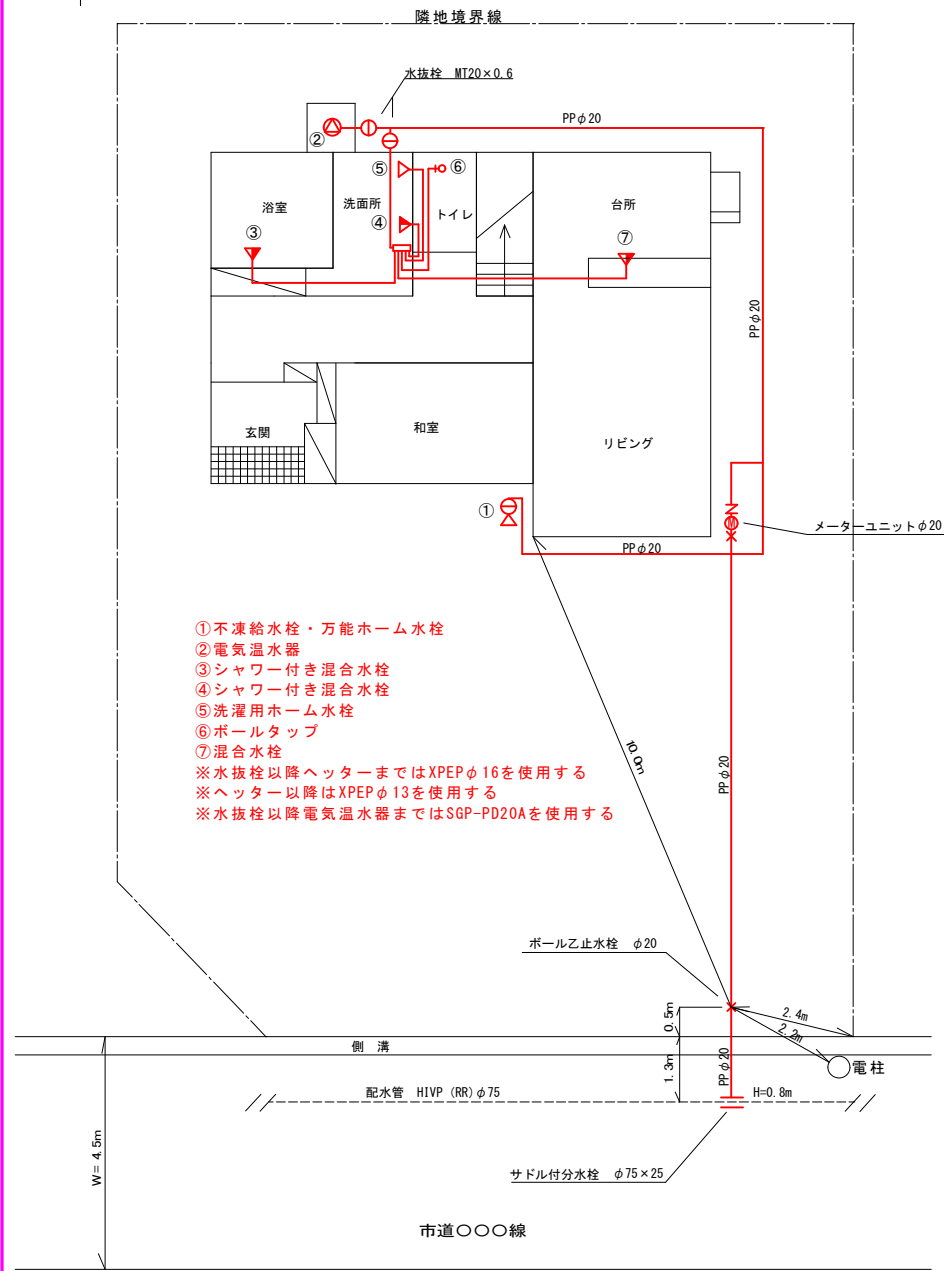 隣地境界線
水抜栓 MT20×0.6
PPφ20
②
⑤
⑥
浴室
洗面所
トイレ
台所
④
③
⑦
PPφ20
玄関
和室
リビング
①
M
メーターユニットφ20
PPφ20
①不凍給水栓・万能ホーム水栓
②電気温水器
③シャワー付き混合水栓
④シャワー付き混合水栓
⑤洗濯用ホーム水栓
⑥ボールタップ
⑦混合水栓
※水抜栓以降ヘッターまではXPEPφ16を使用する
※ヘッター以降はXPEPφ13を使用する
※水抜栓以降電気温水器まではSGP-PD20Aを使用する
10.0m
PPφ20
ボール乙止水栓 φ20
0.5m
2.4m
2.2m
側溝
1.3m
PPφ20
電柱
配水管 HIVP (RR)φ75
H=0.8m
W=4.5m
サドル付分水栓 φ75×25
市道〇〇〇線